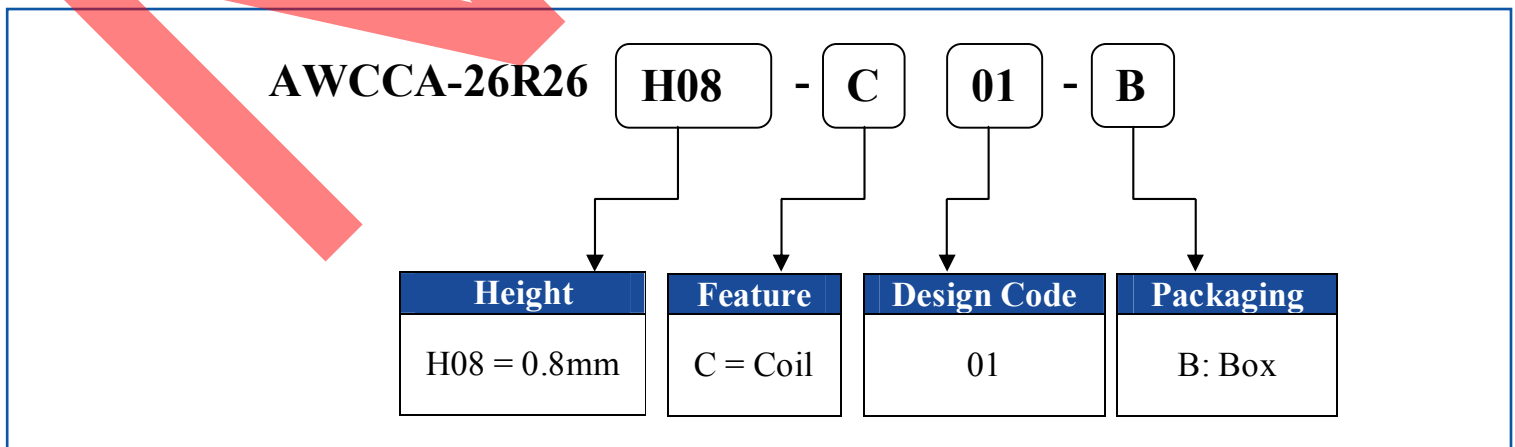 AWCCA-26R26 H08 - C 01 - B
Height Feature Design Code Packaging
H08 = 0.8mm C = Coil 01 B: Box